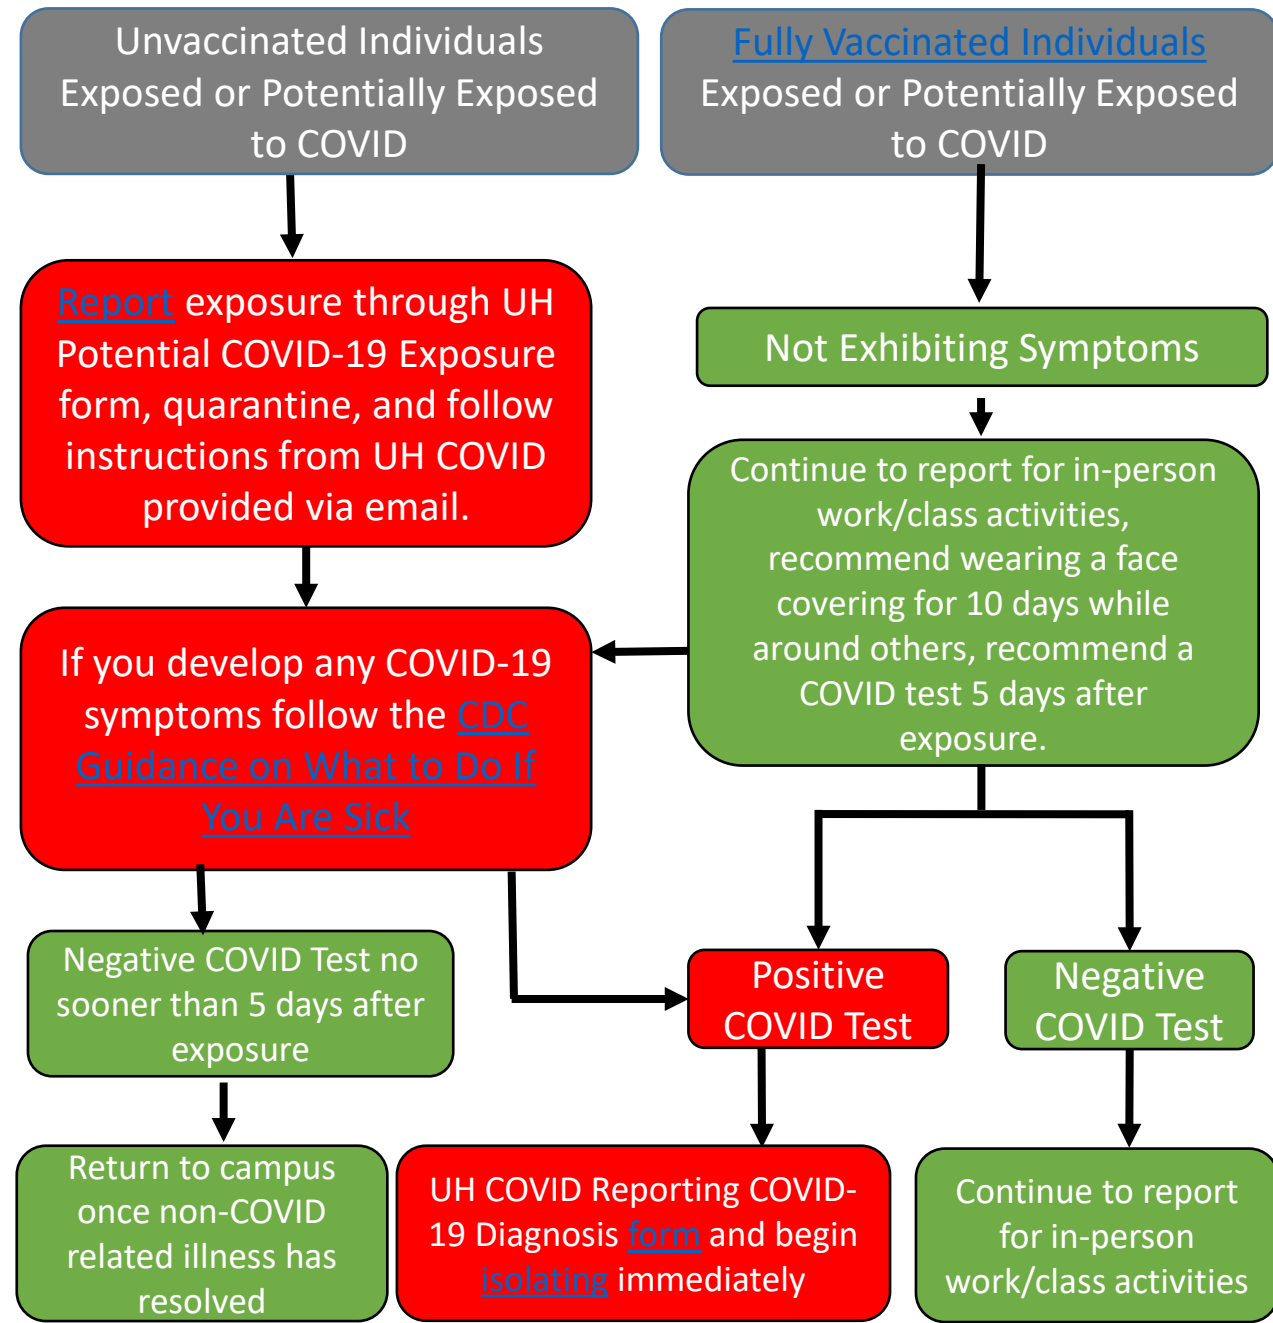 Unvaccinated Individuals
Exposed or Potentially Exposed
to COVID
Fully Vaccinated Individuals
Exposed or Potentially Exposed
to COVID
Report exposure through UH
Potential COVID-19 Exposure
form, quarantine, and follow
instructions from UH COVID
provided via email.
Not Exhibiting Symptoms
Continue to report for in-person
work/class activities,
recommend wearing a face
covering for 10 days while
around others, recommend a
COVID test 5 days after
exposure.
If you develop any COVID-19
symptoms follow the CDC
Guidance on What to Do If
You Are Sick
Negative COVID Test no
sooner than 5 days after
exposure
Positive
COVID Test
Negative
COVID Test
Return to campus
once non-COVID
related illness has
resolved
UH COVID Reporting COVID-
19 Diagnosis form and begin
isolating immediately
Continue to report
for in-person
work/class activities